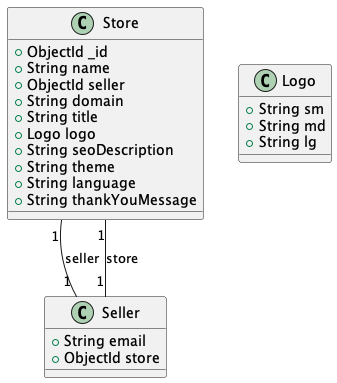 C Store
+ ObjectId _id
+ String name
+ ObjectId seller
+ String domain
+ String title
+ Logo logo
+ String seoDescription
+ String theme
+ String language
+ String thankYouMessage
C Logo
+ String sm
+ String md
+ String lg
1 1
seller store
1 1
C Seller
+ String email
+ ObjectId store